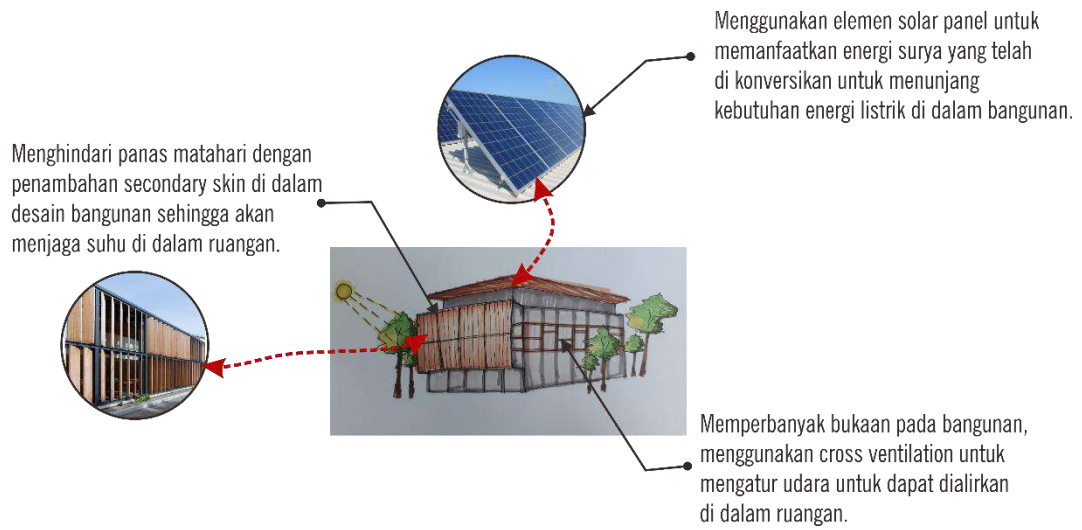 Menggunakan elemen solar panel untuk
memanfaatkan energi surya yang telah
di konversikan untuk menunjang
kebutuhan energi listrik di dalam bangunan.
Menghindari panas matahari dengan
penambahan secondary skin di dalam
desain bangunan sehingga akan
menjaga suhu di dalam ruangan.
Memperbanyak bukaan pada bangunan,
menggunakan cross ventilation untuk
mengatur udara untuk dapat dialirkan
di dalam ruangan.